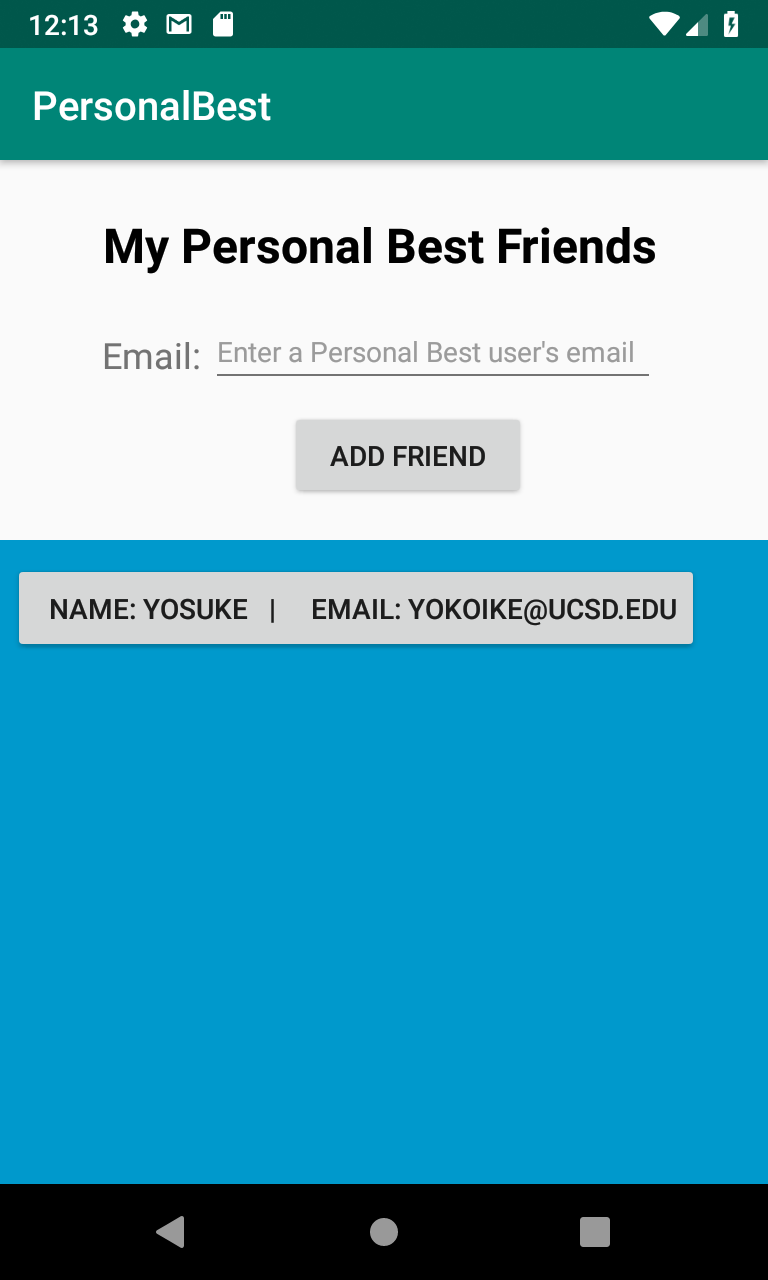 12:13
PersonalBest
My Personal Best Friends
Email: Enter a Personal Best user's email
ADD FRIEND
NAME: YOSUKE | EMAIL: YOKOIKE@UCSD.EDU